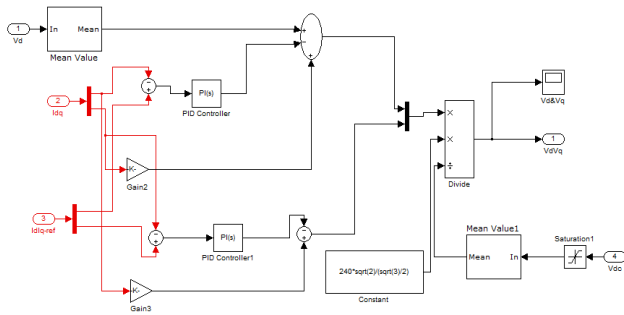 1
Vd
In
Mean
Mean Value
2
Idq
PI(s)
PID Controller
Vd&Vq
1
VdVq
Divide
-K-
Gain2
3
IdIq-ref
PI(s)
PID Controller1
Mean Value1
Mean
In
Saturation1
4
Vdc
240*sqrt(2)/(sqrt(3)/2)
Constant
-K-
Gain3